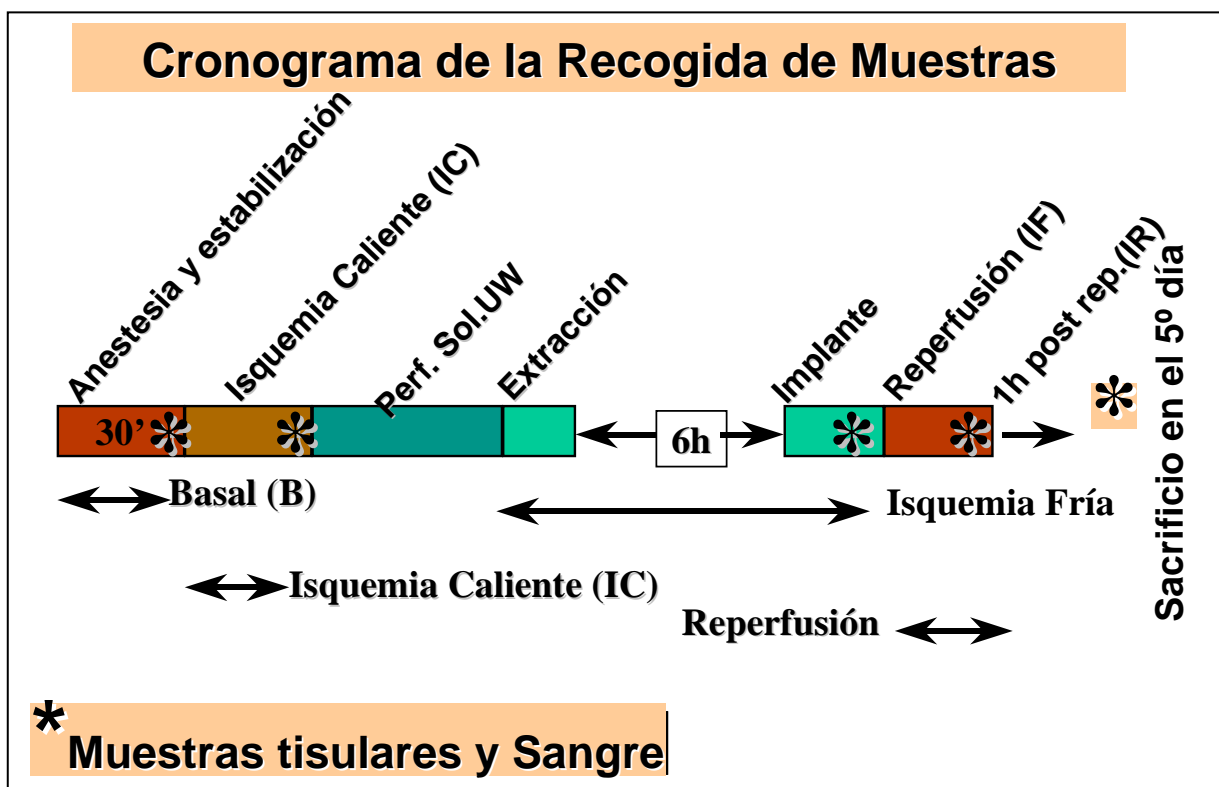 Cronograma de la Recogida de Muestras
Anestesia y estabilización
Isquemia Caliente (IC)
Perf. Sol.UW
Extracción
Implante
Reperfusión (IF)
1h post rep.(IR)
* Sacrificio en el 5º día
30’ * * 6h * *
Basal (B)
Isquemia Fría
Isquemia Caliente (IC)
Reperfusión
* Muestras tisulares y Sangre